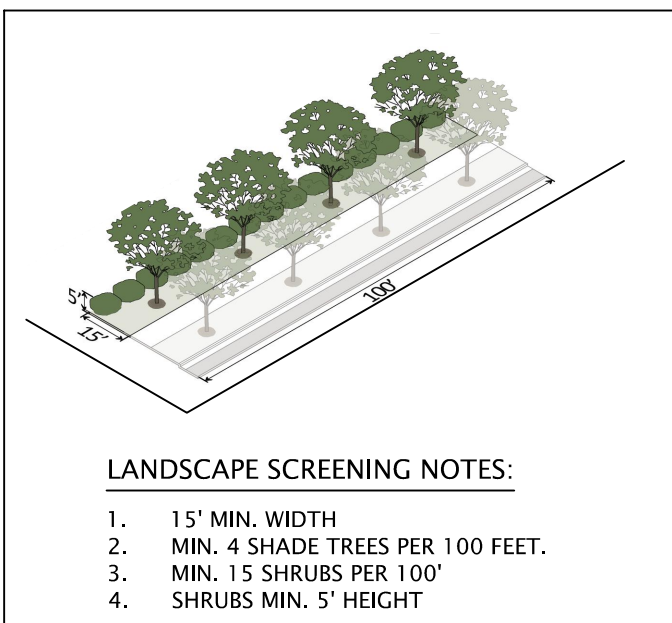 5'
15'
100'
LANDSCAPE SCREENING NOTES:
1. 15' MIN. WIDTH
2. MIN. 4 SHADE TREES PER 100 FEET.
3. MIN. 15 SHRUBS PER 100'
4. SHRUBS MIN. 5' HEIGHT